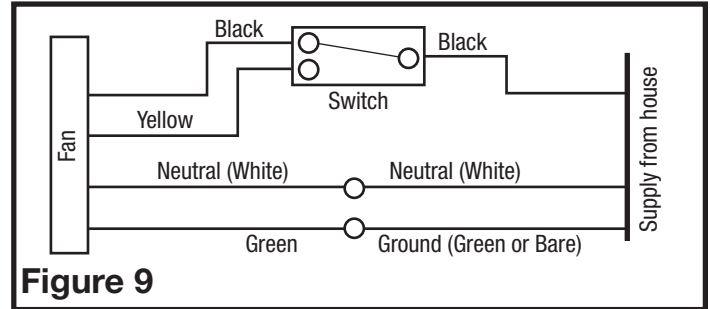 Black
Black
Switch
Yellow
Fan
Supply from house
Neutral (White)
Neutral (White)
Green
Ground (Green or Bare)
Figure 9